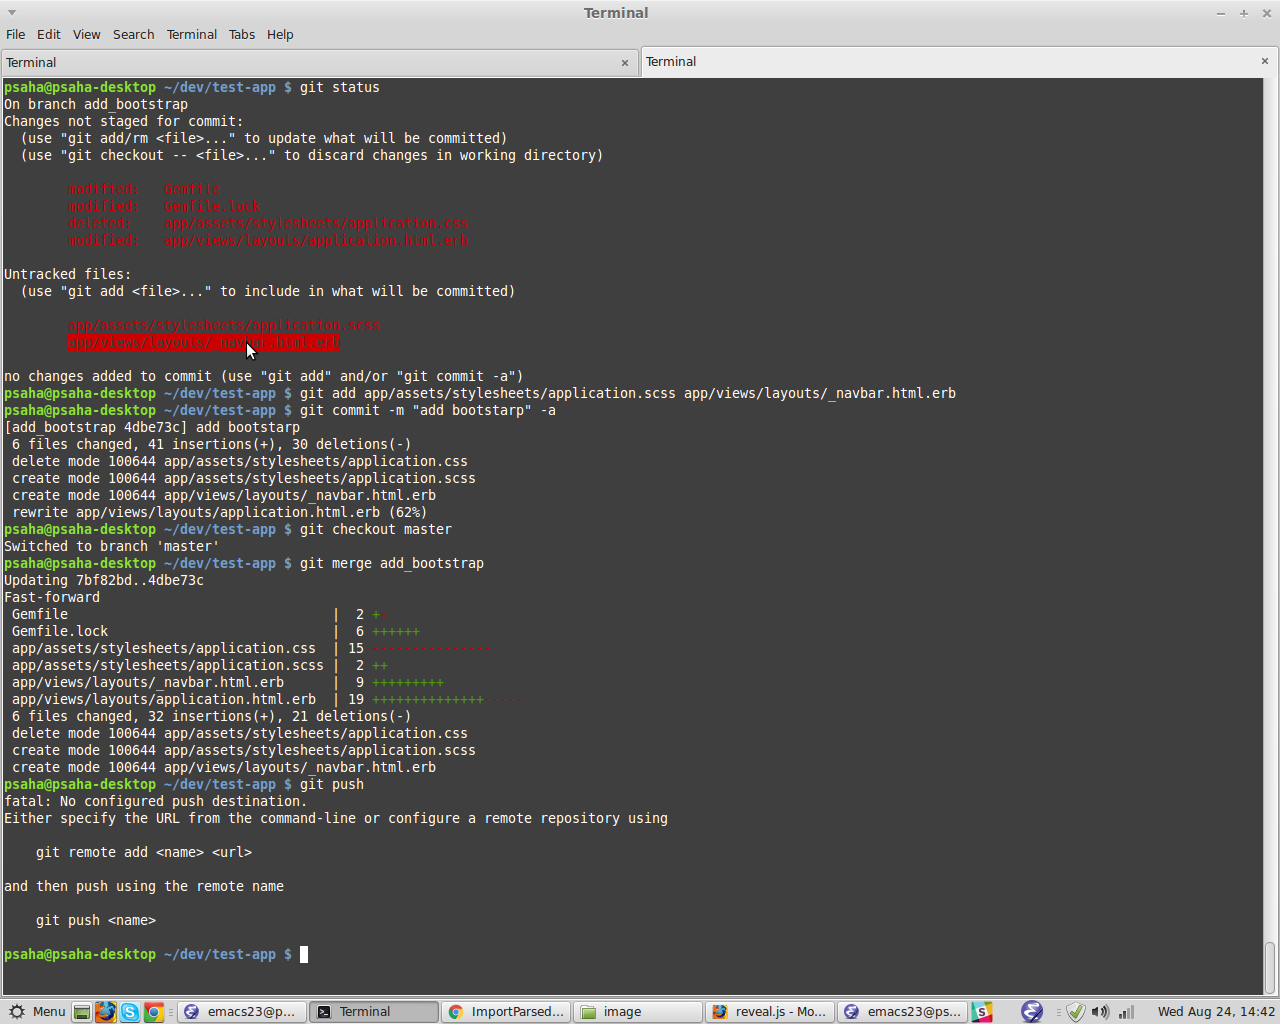 Terminal
File Edit View Search Terminal Tabs Help
Terminal × Terminal ×
psaha@psaha-desktop ~/dev/test-app $ git status
On branch add_bootstrap
Changes not staged for commit:
  (use "git add/rm <file>..." to update what will be committed)
  (use "git checkout -- <file>..." to discard changes in working directory)
        modified:   Gemfile
        modified:   Gemfile.lock
        deleted:    app/assets/stylesheets/application.css
        modified:   app/views/layouts/application.html.erb
Untracked files:
  (use "git add <file>..." to include in what will be committed)
        app/assets/stylesheets/application.scss
        app/views/layouts/_navbar.html.erb
no changes added to commit (use "git add" and/or "git commit -a")
psaha@psaha-desktop ~/dev/test-app $ git add app/assets/stylesheets/application.scss app/views/layouts/_navbar.html.erb
psaha@psaha-desktop ~/dev/test-app $ git commit -m "add bootstarp" -a
[add_bootstrap 4dbe73c] add bootstarp
 6 files changed, 41 insertions(+), 30 deletions(-)
 delete mode 100644 app/assets/stylesheets/application.css
 create mode 100644 app/assets/stylesheets/application.scss
 create mode 100644 app/views/layouts/_navbar.html.erb
 rewrite app/views/layouts/application.html.erb (62%)
psaha@psaha-desktop ~/dev/test-app $ git checkout master
Switched to branch 'master'
psaha@psaha-desktop ~/dev/test-app $ git merge add_bootstrap
Updating 7bf82bd..4dbe73c
Fast-forward
 Gemfile                                 |  2 +-
 Gemfile.lock                            |  6 ++++++
 app/assets/stylesheets/application.css  | 15 ---------------
 app/assets/stylesheets/application.scss |  2 ++
 app/views/layouts/_navbar.html.erb      |  9 +++++++++
 app/views/layouts/application.html.erb  | 19 ++++++++++++++-----
 6 files changed, 32 insertions(+), 21 deletions(-)
 delete mode 100644 app/assets/stylesheets/application.css
 create mode 100644 app/assets/stylesheets/application.scss
 create mode 100644 app/views/layouts/_navbar.html.erb
psaha@psaha-desktop ~/dev/test-app $ git push
fatal: No configured push destination.
Either specify the URL from the command-line or configure a remote repository using
    git remote add <name> <url>
and then push using the remote name
    git push <name>
psaha@psaha-desktop ~/dev/test-app $
Menu emacs23@p... Terminal ImportParsed... image reveal.js - Mo... emacs23@ps... Wed Aug 24, 14:42